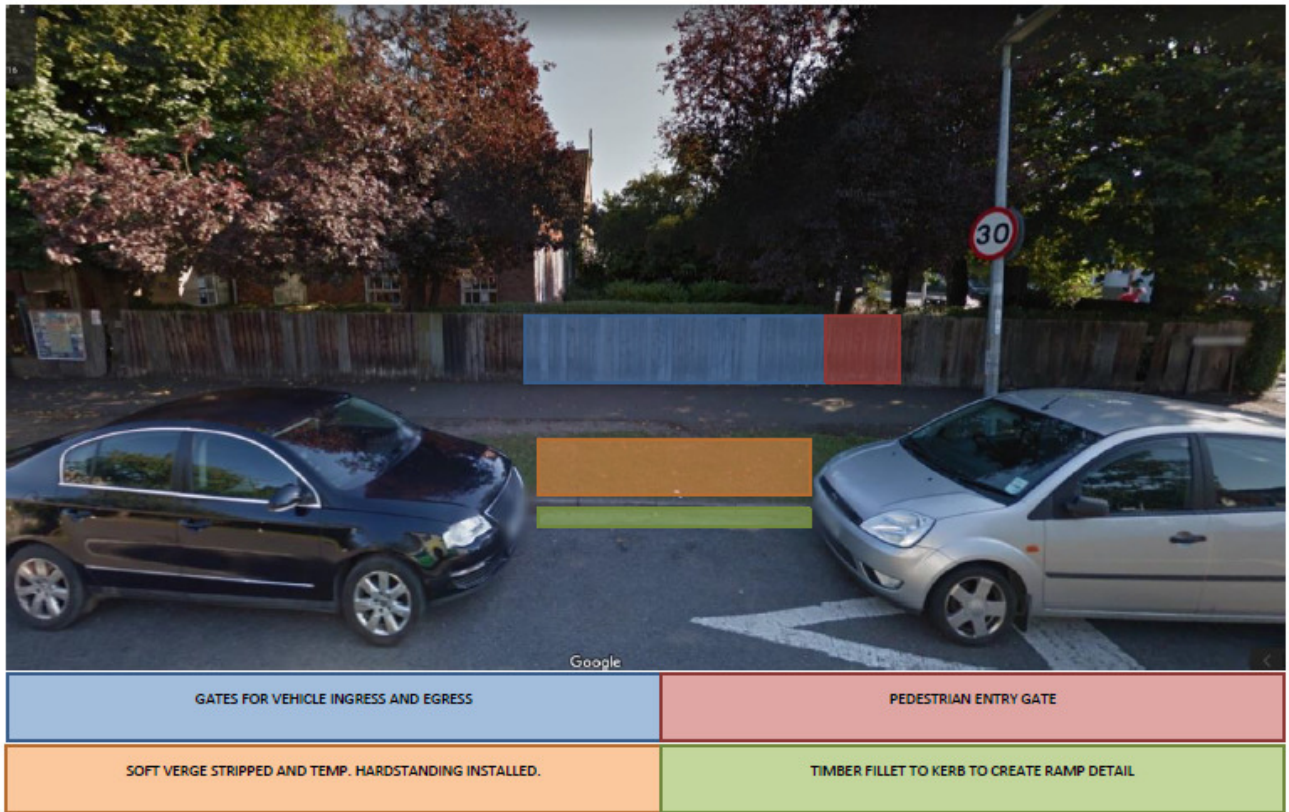 16
30
Google
GATES FOR VEHICLE INGRESS AND EGRESS
PEDESTRIAN ENTRY GATE
SOFT VERGE STRIPPED AND TEMP. HARDSTANDING INSTALLED.
TIMBER FILLET TO KERB TO CREATE RAMP DETAIL